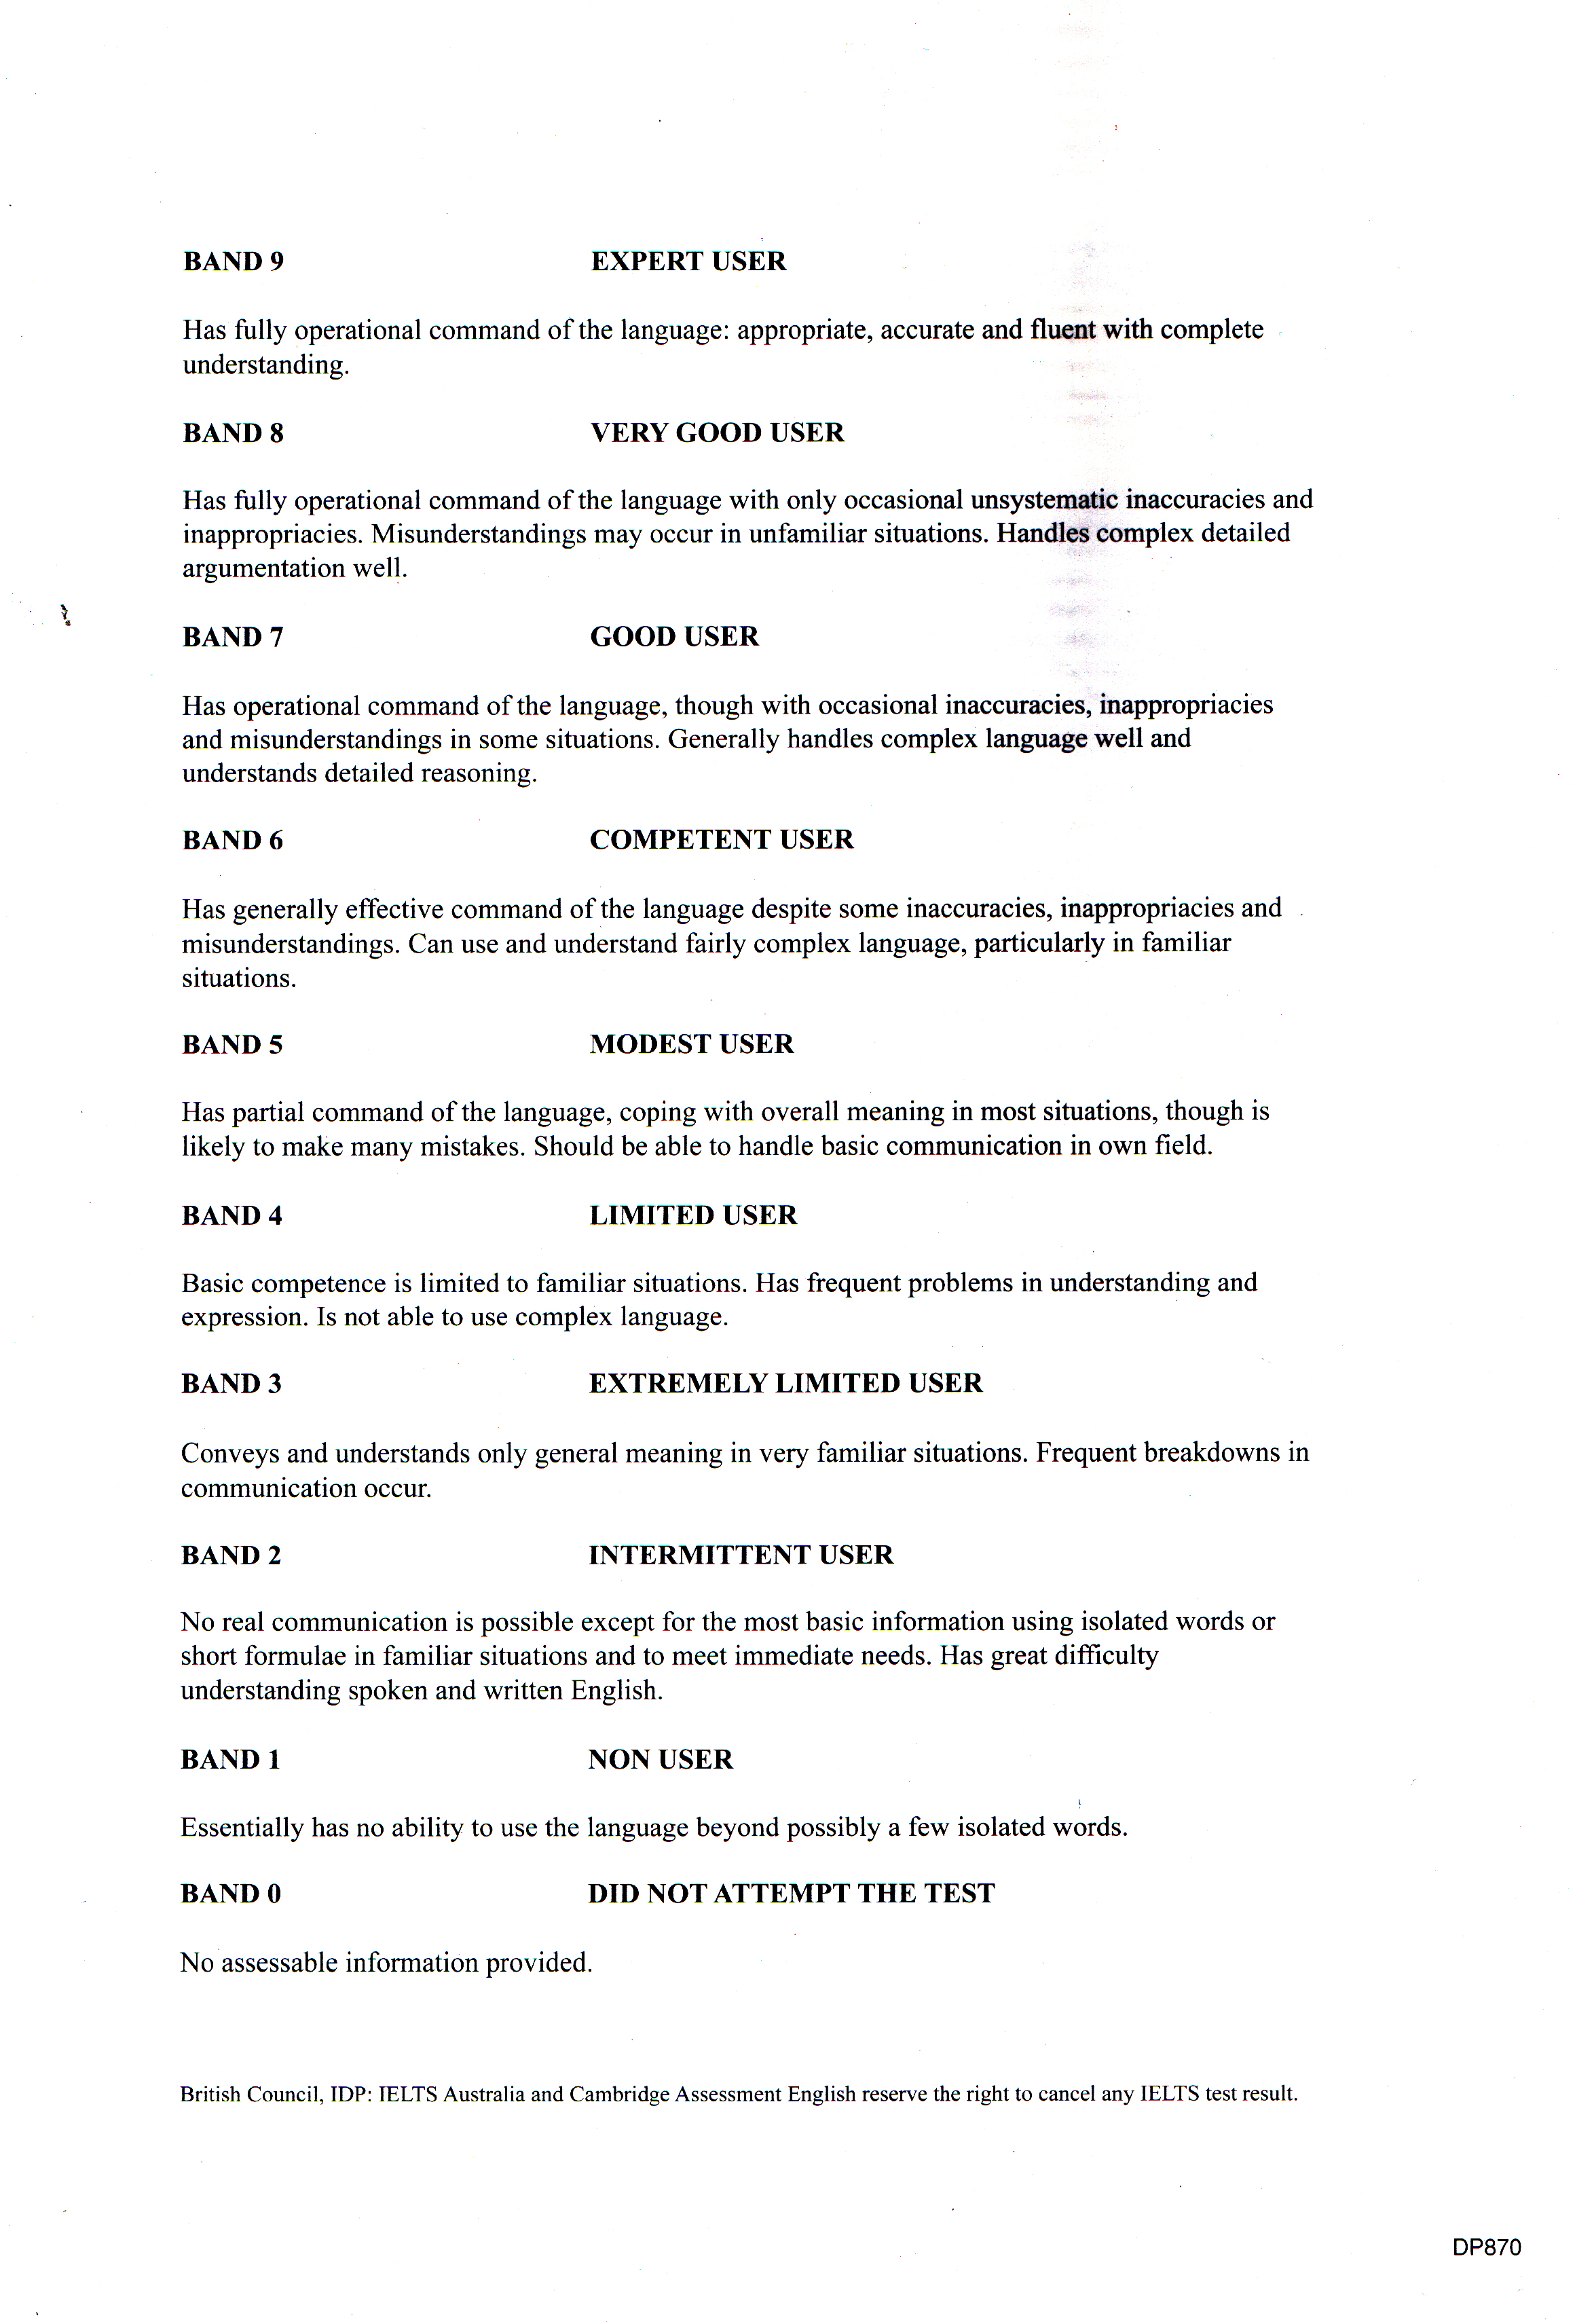 BAND 9 EXPERT USER
Has fully operational command of the language: appropriate, accurate and fluent with complete
understanding.
BAND 8 VERY GOOD USER
Has fully operational command of the language with only occasional unsystematic inaccuracies and
inappropriacies. Misunderstandings may occur in unfamiliar situations. Handles complex detailed
argumentation well.
BAND 7 GOOD USER
Has operational command of the language, though with occasional inaccuracies, inappropriacies
and misunderstandings in some situations. Generally handles complex language well and
understands detailed reasoning.
BAND 6 COMPETENT USER
Has generally effective command of the language despite some inaccuracies, inappropriacies and
misunderstandings. Can use and understand fairly complex language, particularly in familiar
situations.
BAND 5 MODEST USER
Has partial command of the language, coping with overall meaning in most situations, though is
likely to make many mistakes. Should be able to handle basic communication in own field.
BAND 4 LIMITED USER
Basic competence is limited to familiar situations. Has frequent problems in understanding and
expression. Is not able to use complex language.
BAND 3 EXTREMELY LIMITED USER
Conveys and understands only general meaning in very familiar situations. Frequent breakdowns in
communication occur.
BAND 2 INTERMITTENT USER
No real communication is possible except for the most basic information using isolated words or
short formulae in familiar situations and to meet immediate needs. Has great difficulty
understanding spoken and written English.
BAND 1 NON USER
Essentially has no ability to use the language beyond possibly a few isolated words.
BAND 0 DID NOT ATTEMPT THE TEST
No assessable information provided.
British Council, IDP: IELTS Australia and Cambridge Assessment English reserve the right to cancel any IELTS test result.
DP870